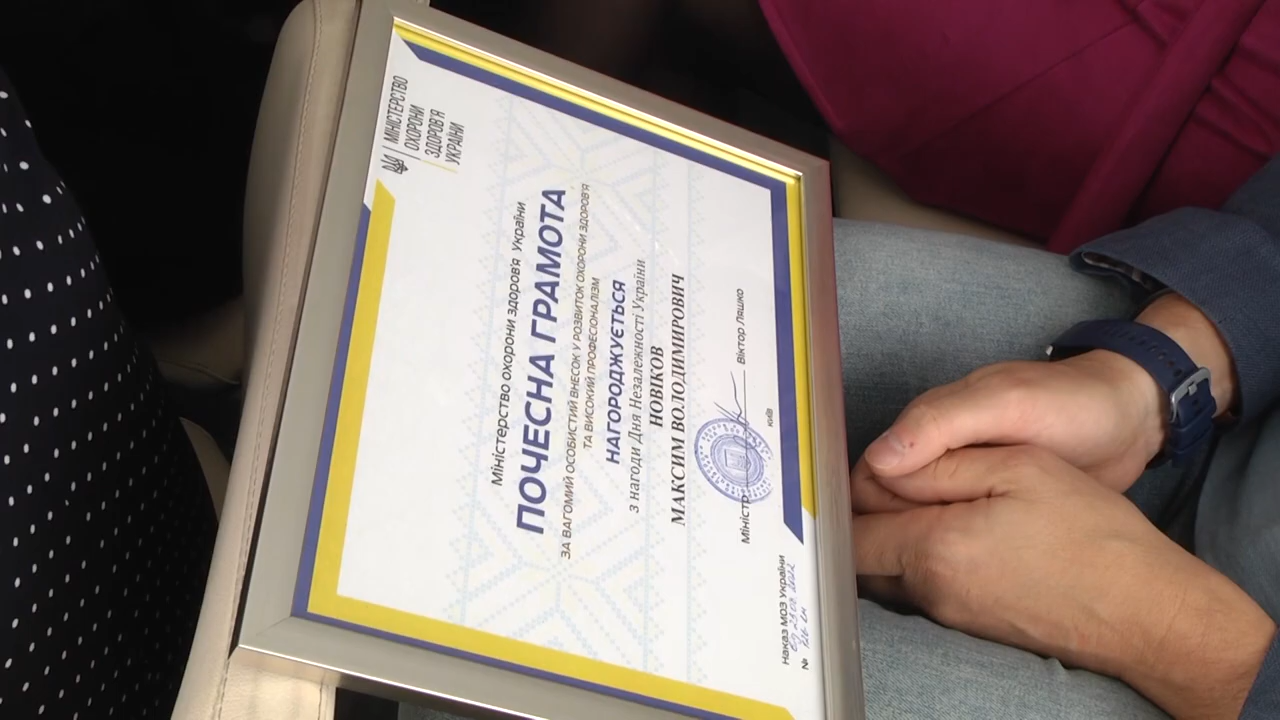 МІНІСТЕРСТВО
ОХОРОНИ
ЗДОРОВ'Я
УКРАЇНИ
Міністерство охорони здоров'я України
ПОЧЕСНА ГРАМОТА
ЗА ВАГОМИЙ ОСОБИСТИЙ ВНЕСОК У РОЗВИТОК ОХОРОНИ ЗДОРОВ'Я
ТА ВИСОКИЙ ПРОФЕСІОНАЛІЗМ
НАГОРОДЖУЄТЬСЯ
з нагоди Дня Незалежності України
НОВІКОВ
МАКСИМ ВОЛОДИМИРОВИЧ
Міністр Віктор Ляшко
КИЇВ
Наказ МОЗ України
№